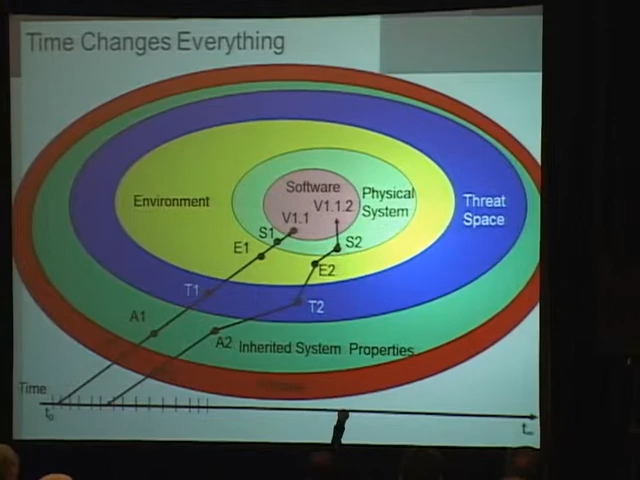 Time Changes Everything
Software
V1.1.2
V1.1
Physical
System
Environment
Threat
Space
S1
S2
E1
E2
T1
T2
A1
A2
Inherited System Properties
Time
t₀
t∞